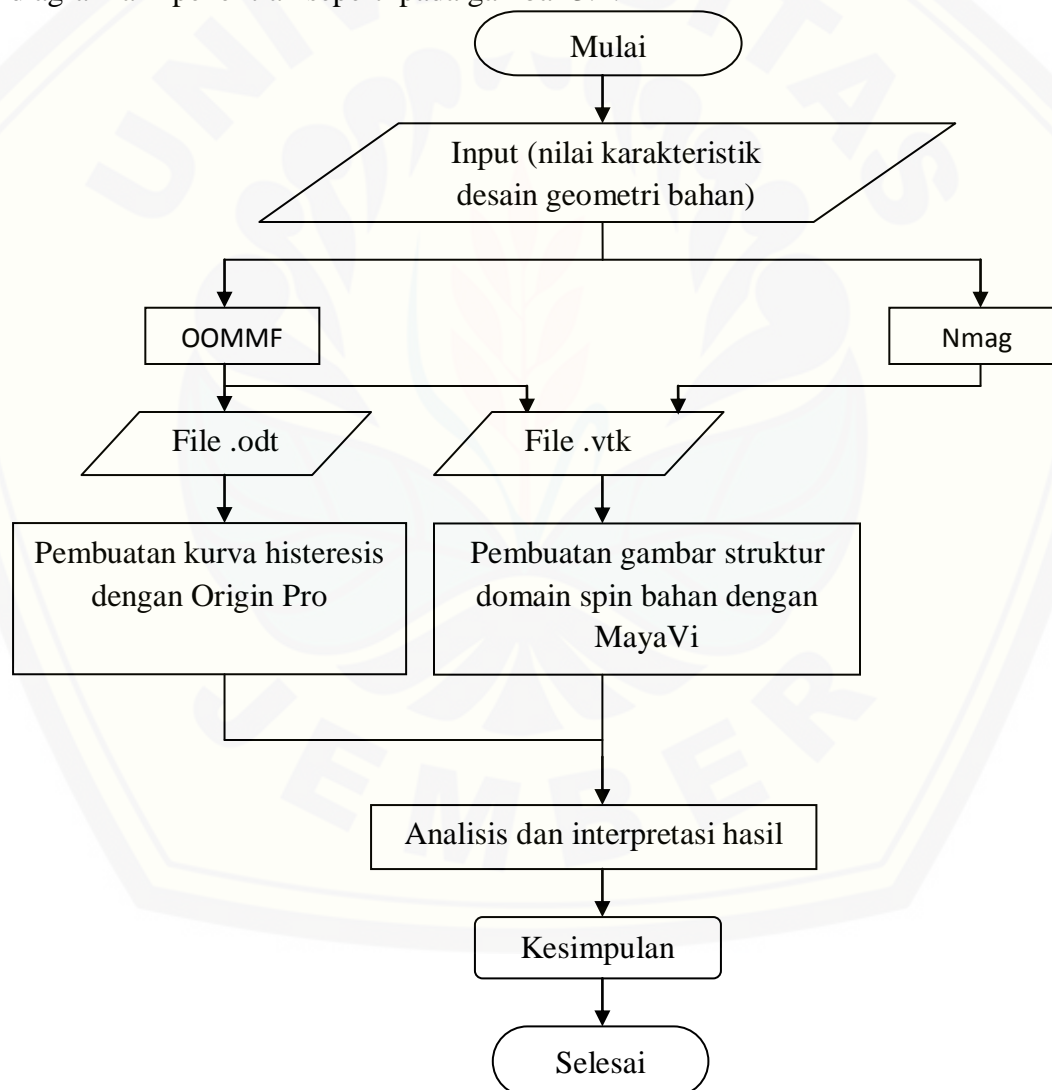 Mulai
Input (nilai karakteristik
desain geometri bahan)
OOMMF
Nmag
File .odt
File .vtk
Pembuatan kurva histeresis
dengan Origin Pro
Pembuatan gambar struktur
domain spin bahan dengan
MayaVi
Analisis dan interpretasi hasil
Kesimpulan
Selesai
JEMBER